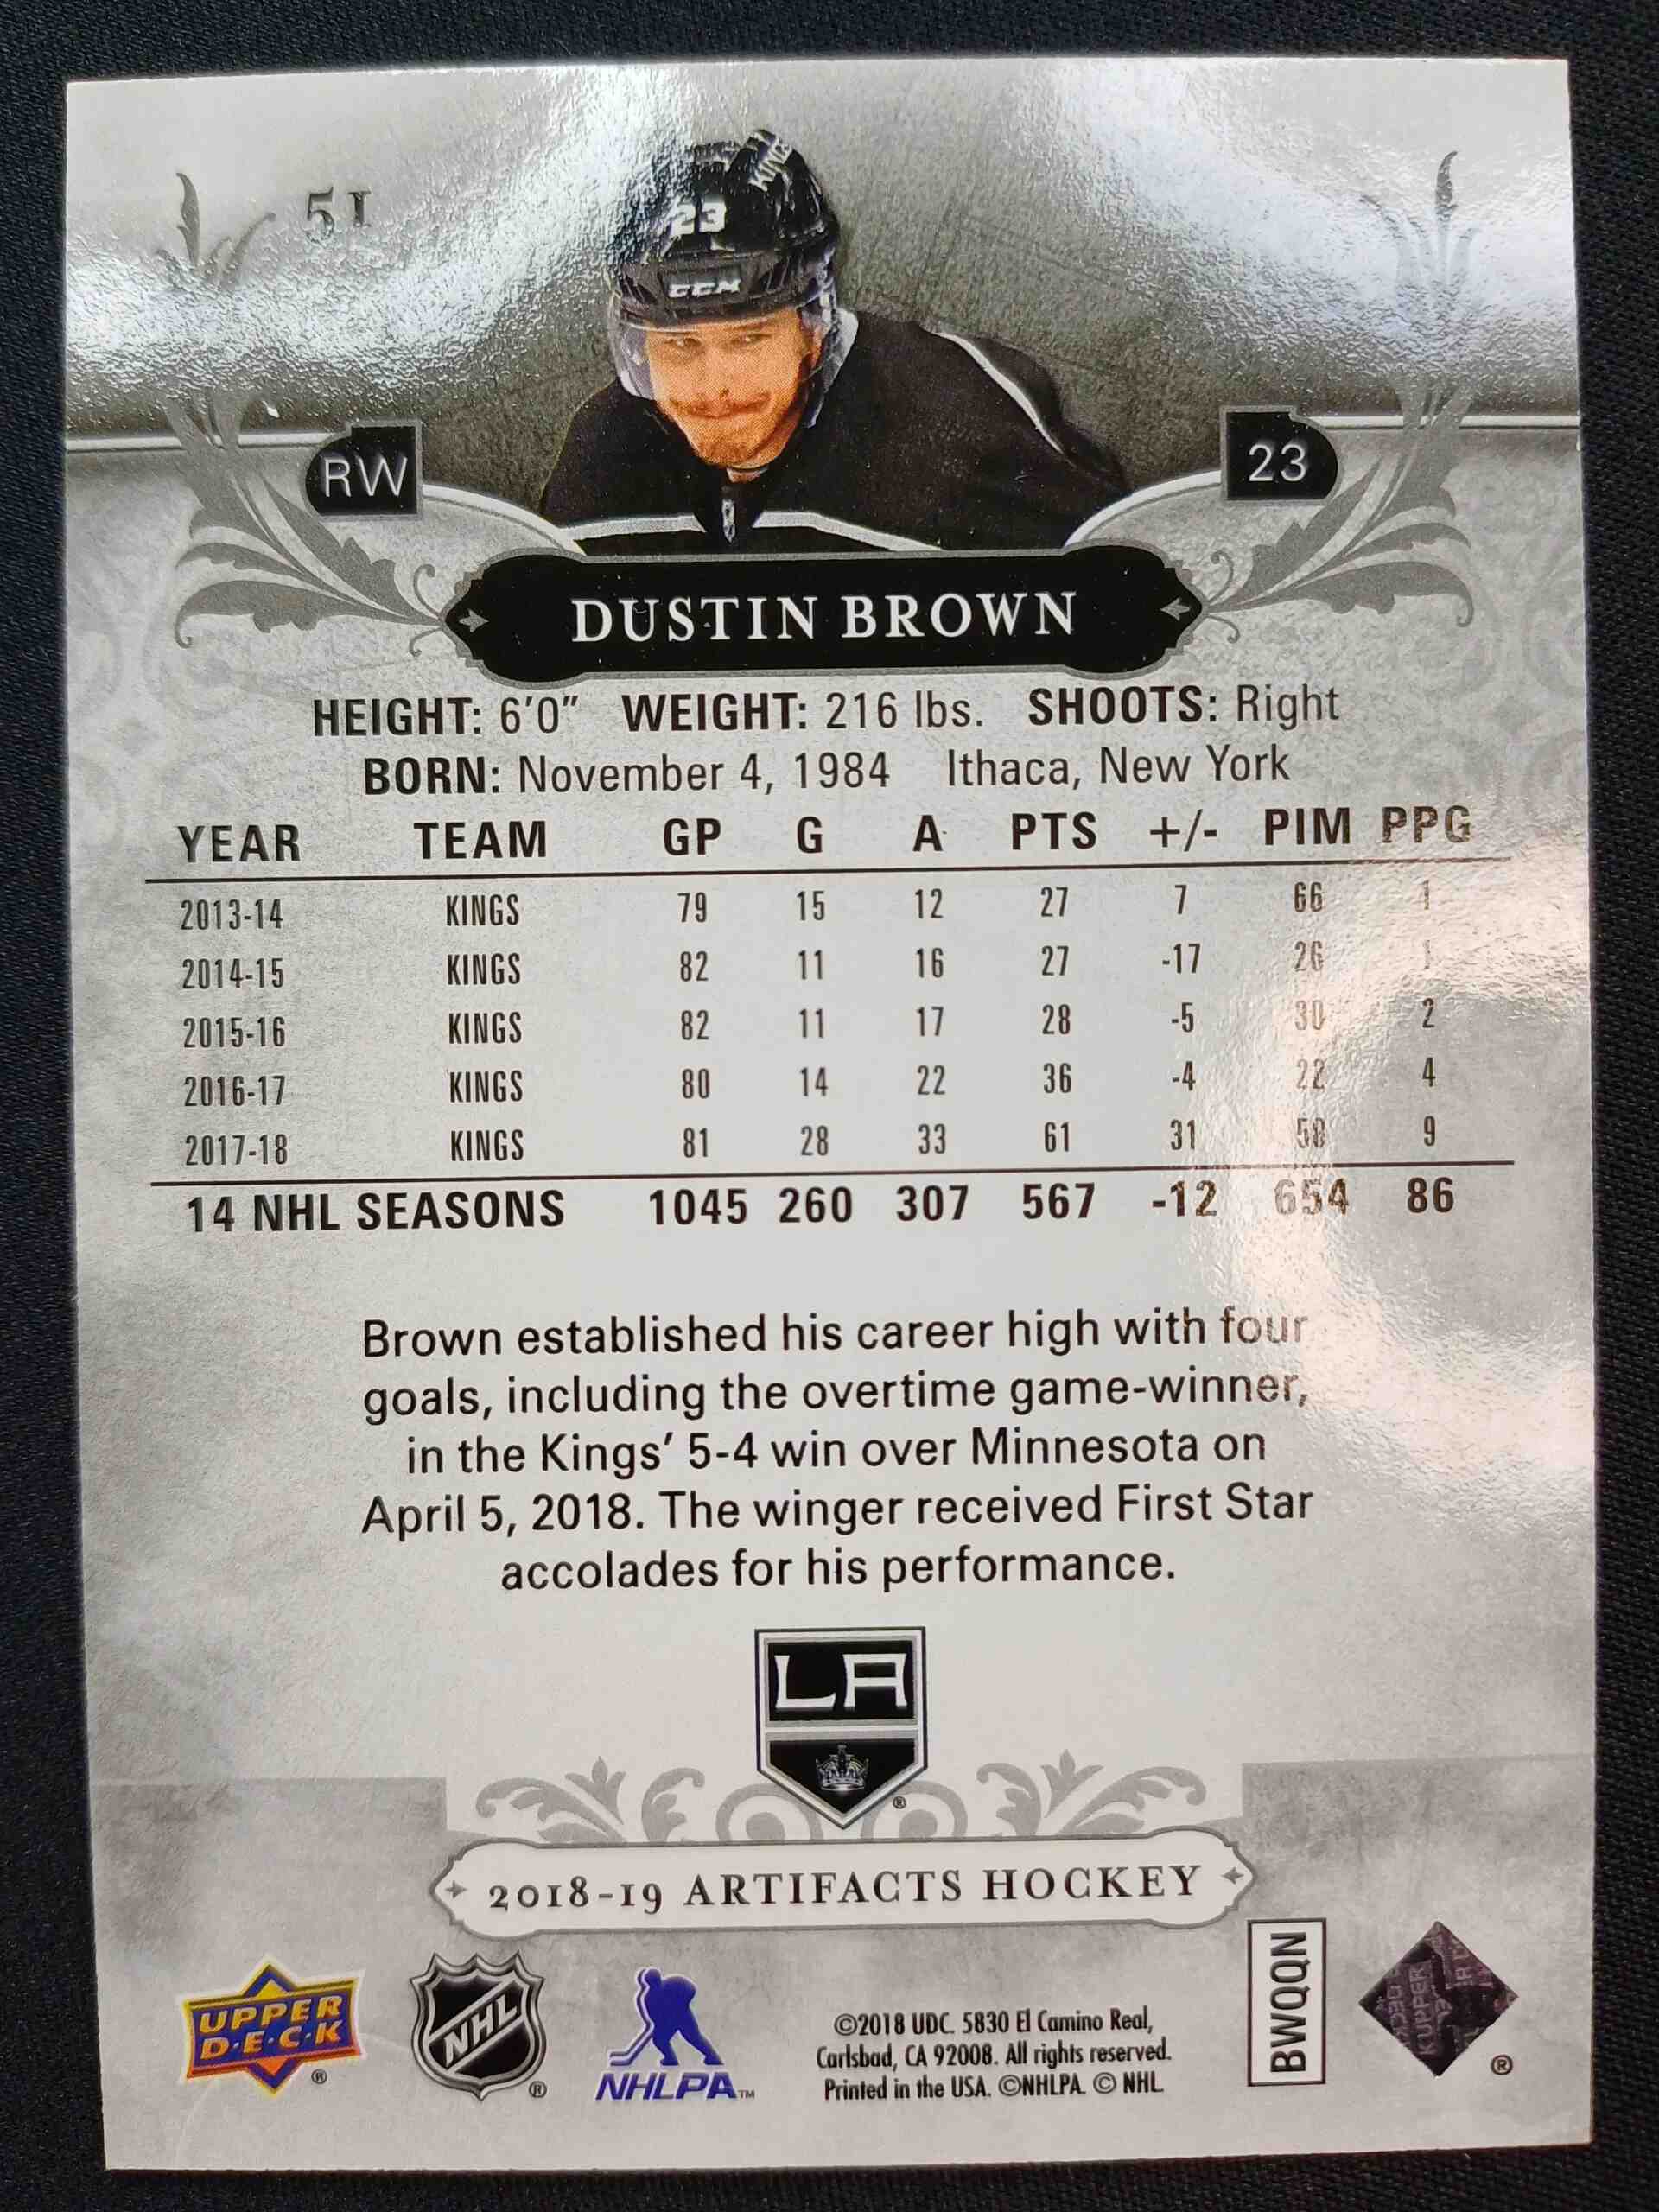 51
KINGS
23
CCM
RW
23
DUSTIN BROWN
HEIGHT: 6'0" WEIGHT: 216 lbs. SHOOTS: Right
BORN: November 4, 1984 Ithaca, New York
YEAR TEAM GP G A PTS +/- PIM PPG
2013-14 KINGS 79 15 12 27 7 66 1
2014-15 KINGS 82 11 16 27 -17 26 1
2015-16 KINGS 82 11 17 28 -5 30 2
2016-17 KINGS 80 14 22 36 -4 22 4
2017-18 KINGS 81 28 33 61 31 58 9
14 NHL SEASONS 1045 260 307 567 -12 654 86
Brown established his career high with four
goals, including the overtime game-winner,
in the Kings' 5-4 win over Minnesota on
April 5, 2018. The winger received First Star
accolades for his performance.
LA
®
2018-19 ARTIFACTS HOCKEY
UPPER
D·E·C·K
®
NHL
®
NHLPA™
©2018 UDC. 5830 El Camino Real,
Carlsbad, CA 92008. All rights reserved.
Printed in the USA. ©NHLPA. © NHL
BWQQN
®